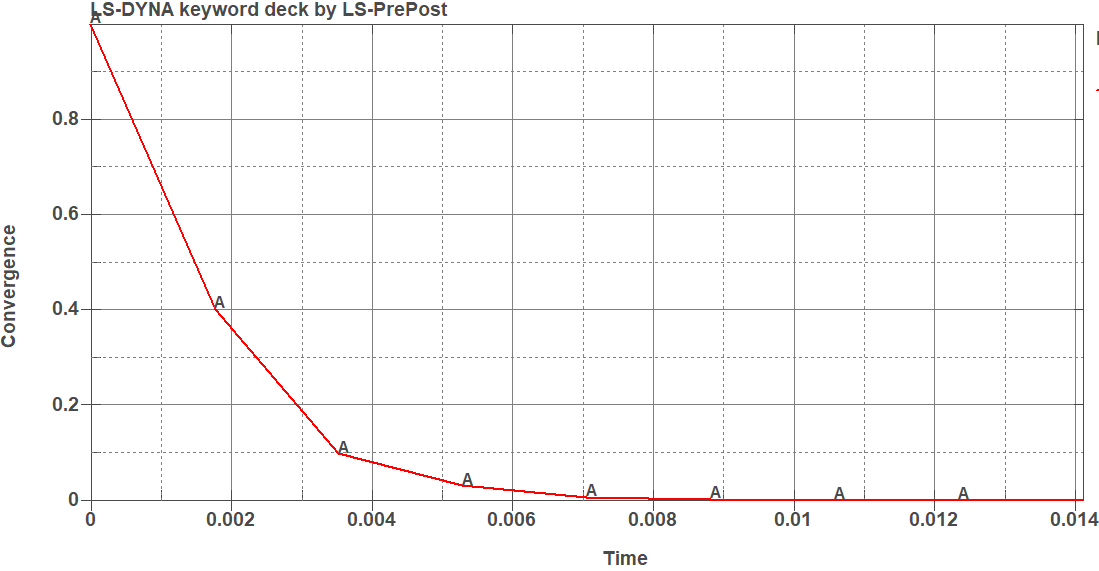 LS-DYNA keyword deck by LS-PrePost
A
0.8
0.6
A
0.4
Convergence
0.2
A
A
A
A
A
A
0
0 0.002 0.004 0.006 0.008 0.01 0.012 0.014
Time